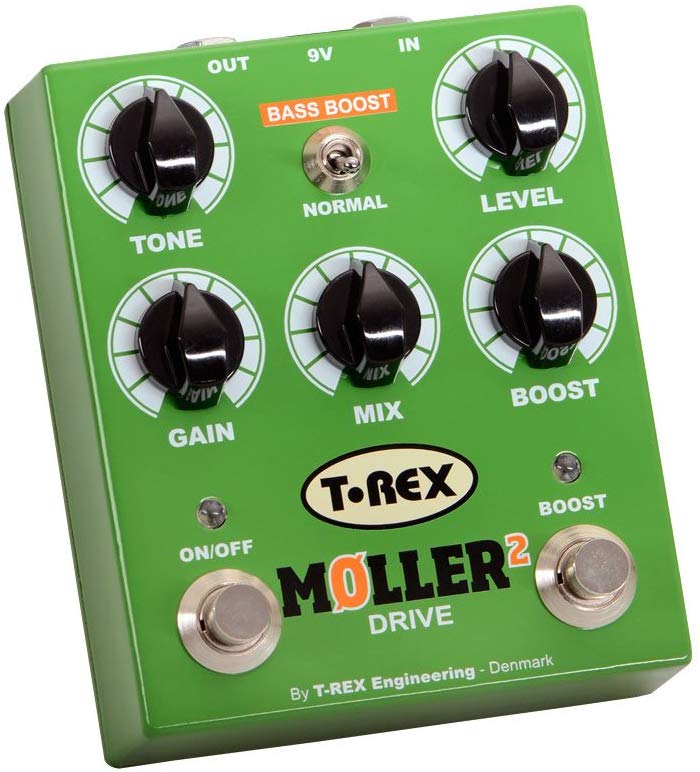 OUT 9V IN
BASS BOOST
NORMAL
TONE
LEVEL
GAIN
MIX
BOOST
T•REX
ON/OFF
BOOST
MØLLER²
DRIVE
By T-REX Engineering - Denmark